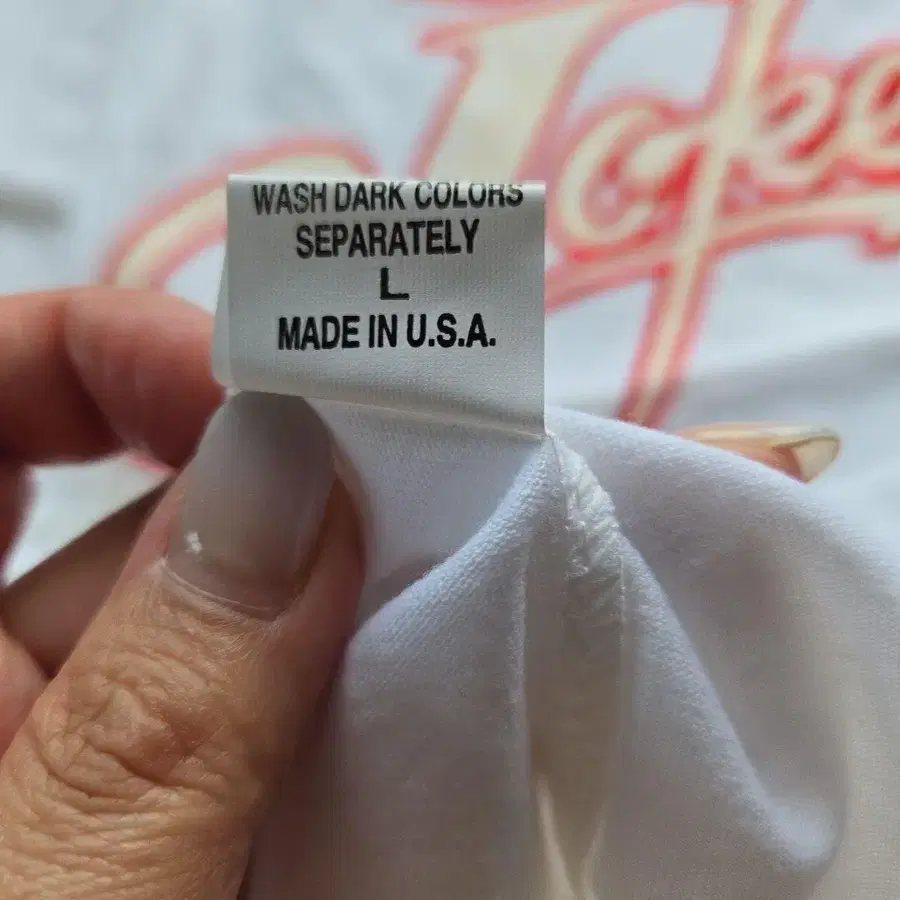 WASH DARK COLORS
SEPARATELY
L
MADE IN U.S.A.